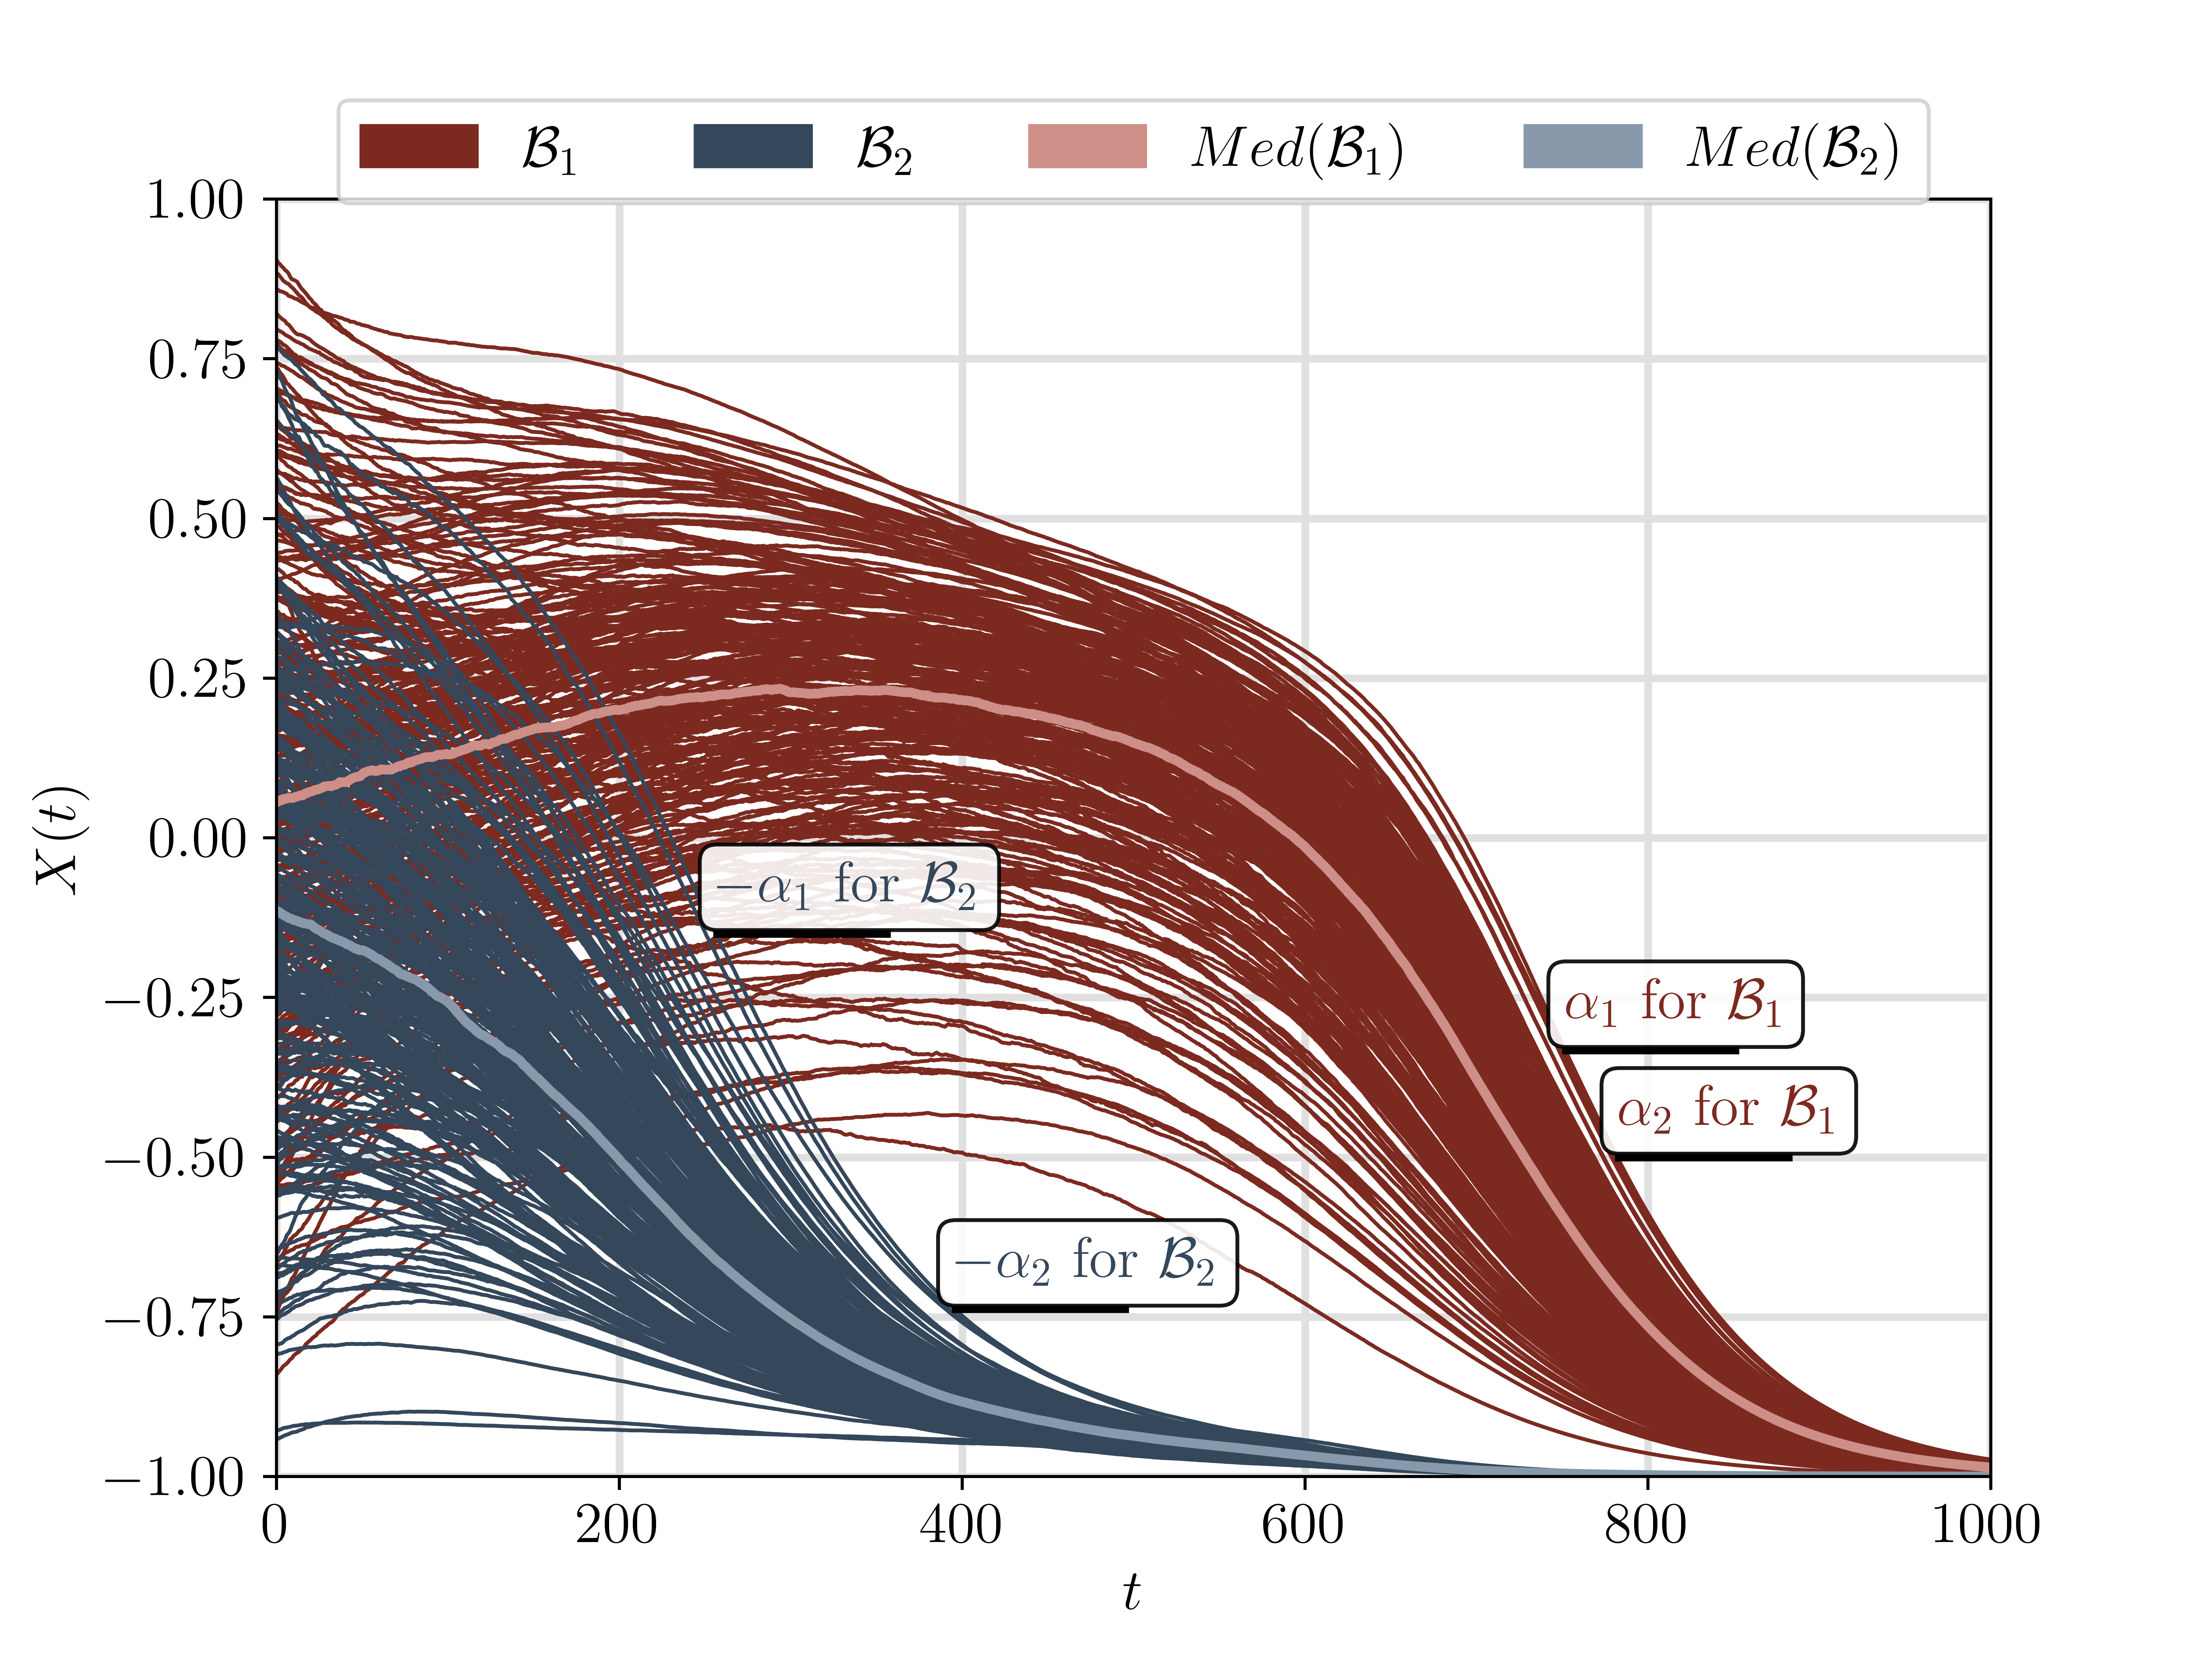 ℬ₁ ℬ₂ Med(ℬ₁) Med(ℬ₂)
1.00
0.75
0.50
0.25
0.00
−0.25
−0.50
−0.75
−1.00
X(t)
−α₁ for ℬ₂
α₁ for ℬ₁
α₂ for ℬ₁
−α₂ for ℬ₂
0 200 400 600 800 1000
t